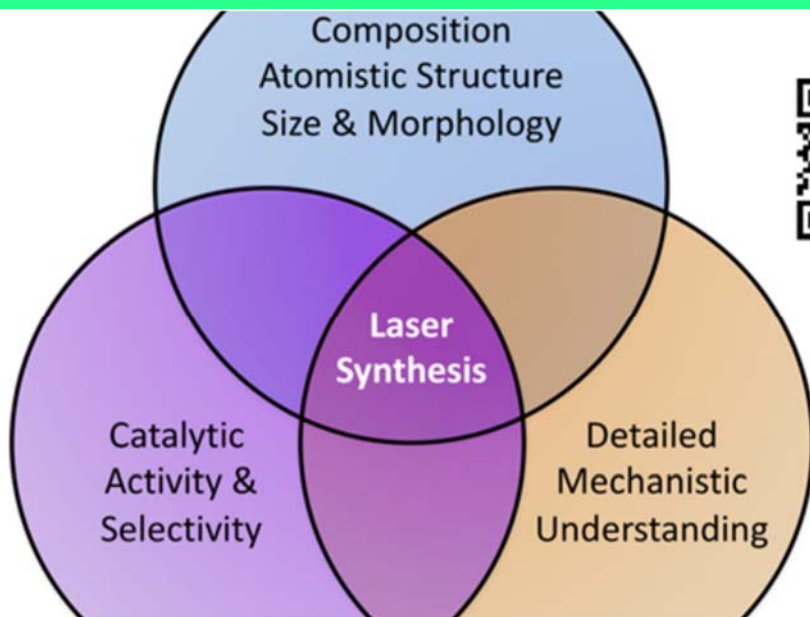 Composition
Atomistic Structure
Size & Morphology
Laser
Synthesis
Catalytic
Activity &
Selectivity
Detailed
Mechanistic
Understanding